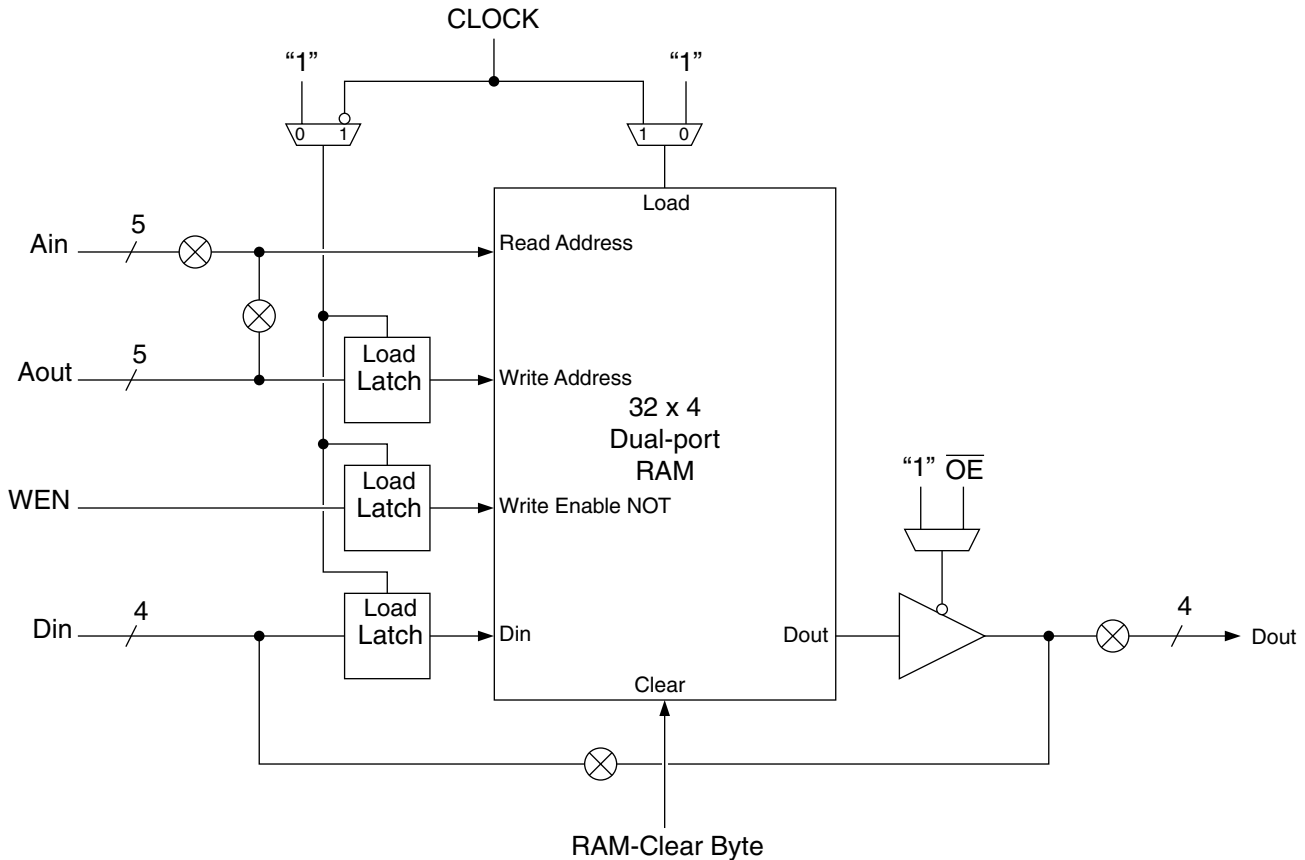 CLOCK
“1”
“1”
0 1
1 0
Load
Ain
5
Read Address
Aout
5
Load
Latch
Write Address
32 x 4
Dual-port
RAM
WEN
Load
Latch
Write Enable NOT
“1” O̅E̅
Din
4
Load
Latch
Din
Dout
4
Dout
Clear
RAM-Clear Byte